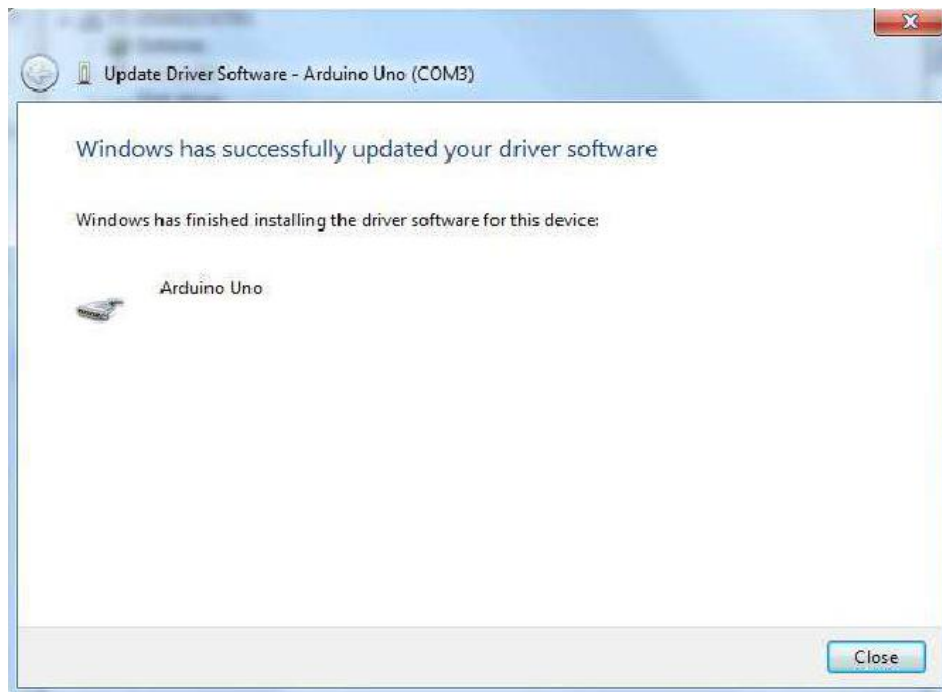 Update Driver Software - Arduino Uno (COM3)
Windows has successfully updated your driver software
Windows has finished installing the driver software for this device:
Arduino Uno
Close